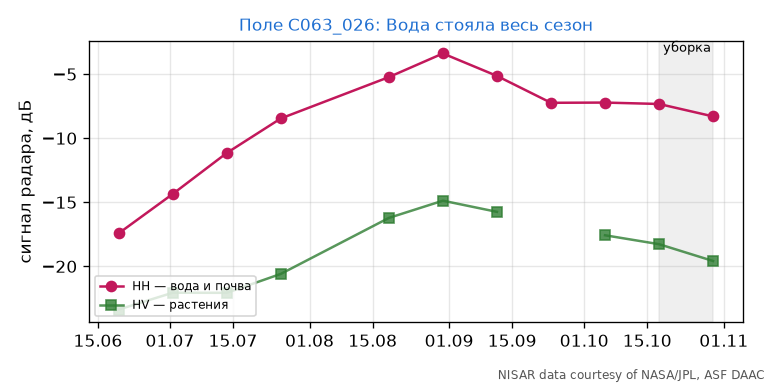 Поле C063_026: Вода стояла весь сезон
уборка
сигнал радара, дБ
−5
−10
−15
−20
HH — вода и почва
HV — растения
15.06 01.07 15.07 01.08 15.08 01.09 15.09 01.10 15.10 01.11
NISAR data courtesy of NASA/JPL, ASF DAAC